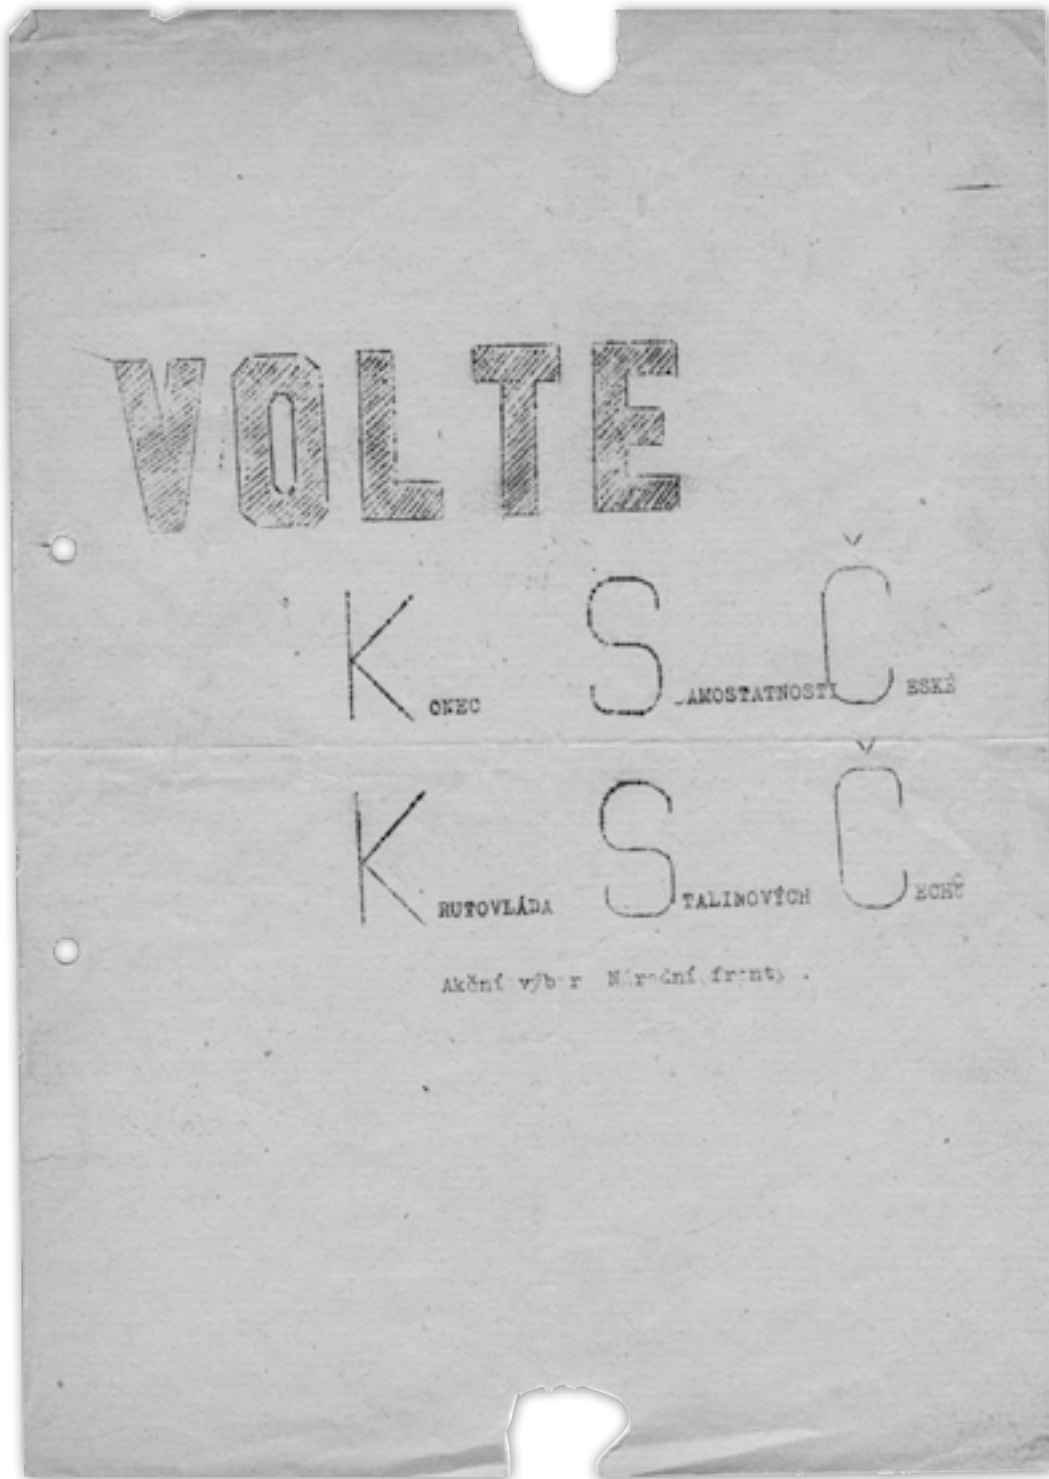 VOLTE
KONEC SAMOSTATNOSTI ČESKÉ
KRUTOVLÁDA STALINOVÝCH ČECHŮ
Akční výbor Národní fronty .